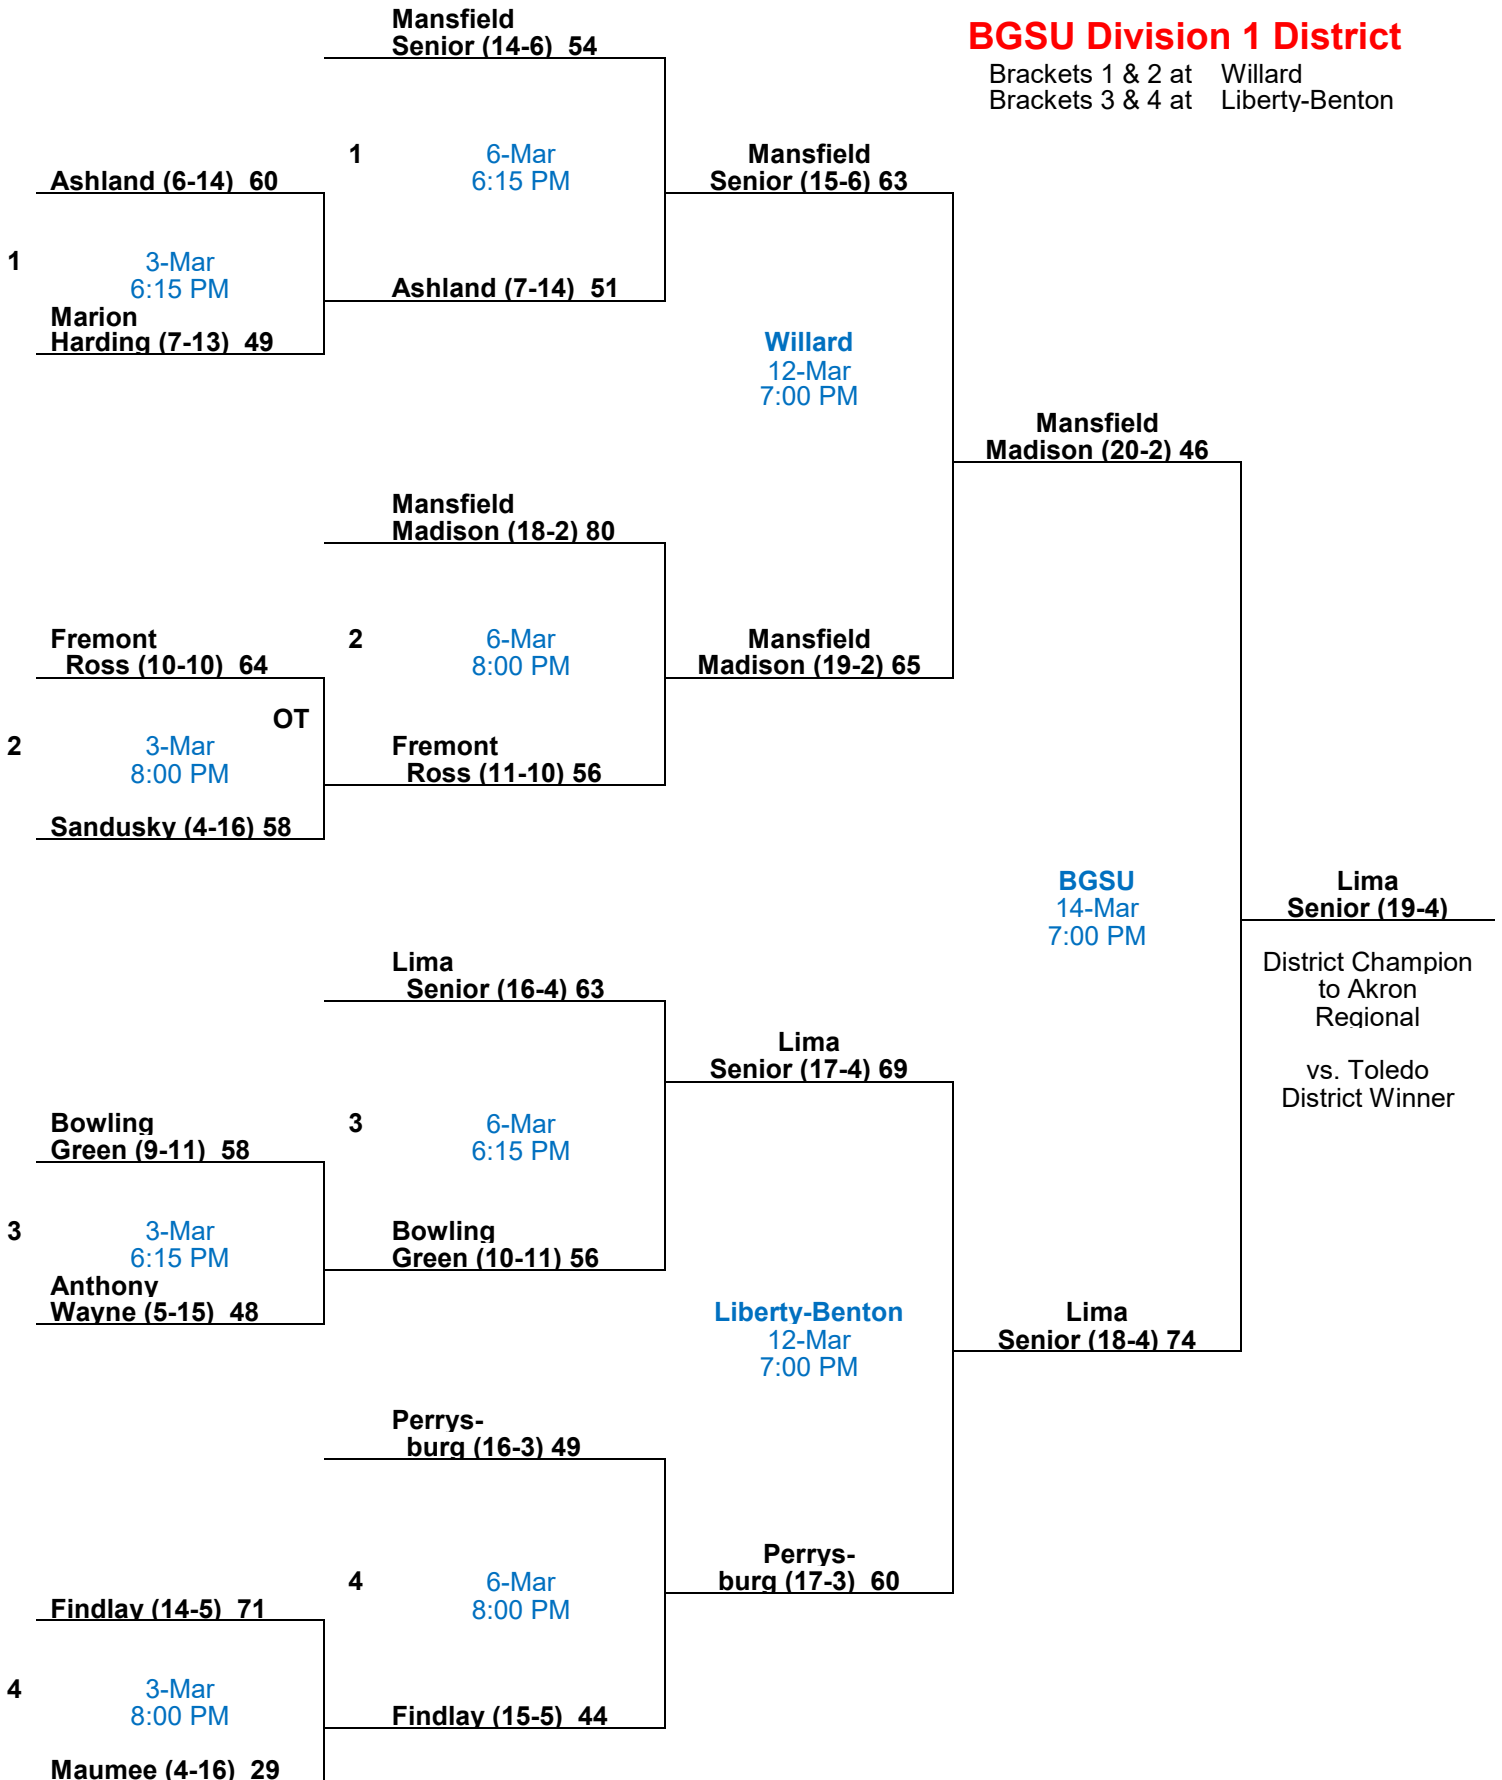 Mansfield
Senior (14-6) 54
BGSU Division 1 District
Brackets 1 & 2 at Willard
Brackets 3 & 4 at Liberty-Benton
1 6-Mar
6:15 PM
Mansfield
Senior (15-6) 63
Ashland (6-14) 60
1 3-Mar
6:15 PM
Ashland (7-14) 51
Marion
Harding (7-13) 49
Willard
12-Mar
7:00 PM
Mansfield
Madison (20-2) 46
Mansfield
Madison (18-2) 80
Fremont
Ross (10-10) 64
2 6-Mar
8:00 PM
Mansfield
Madison (19-2) 65
OT
2 3-Mar
8:00 PM
Fremont
Ross (11-10) 56
Sandusky (4-16) 58
BGSU
14-Mar
7:00 PM
Lima
Senior (19-4)
District Champion
to Akron
Regional
vs. Toledo
District Winner
Lima
Senior (16-4) 63
Lima
Senior (17-4) 69
Bowling
Green (9-11) 58
3 6-Mar
6:15 PM
3 3-Mar
6:15 PM
Bowling
Green (10-11) 56
Anthony
Wayne (5-15) 48
Liberty-Benton
12-Mar
7:00 PM
Lima
Senior (18-4) 74
Perrys-
burg (16-3) 49
4 6-Mar
8:00 PM
Perrys-
burg (17-3) 60
Findlay (14-5) 71
4 3-Mar
8:00 PM
Findlay (15-5) 44
Maumee (4-16) 29